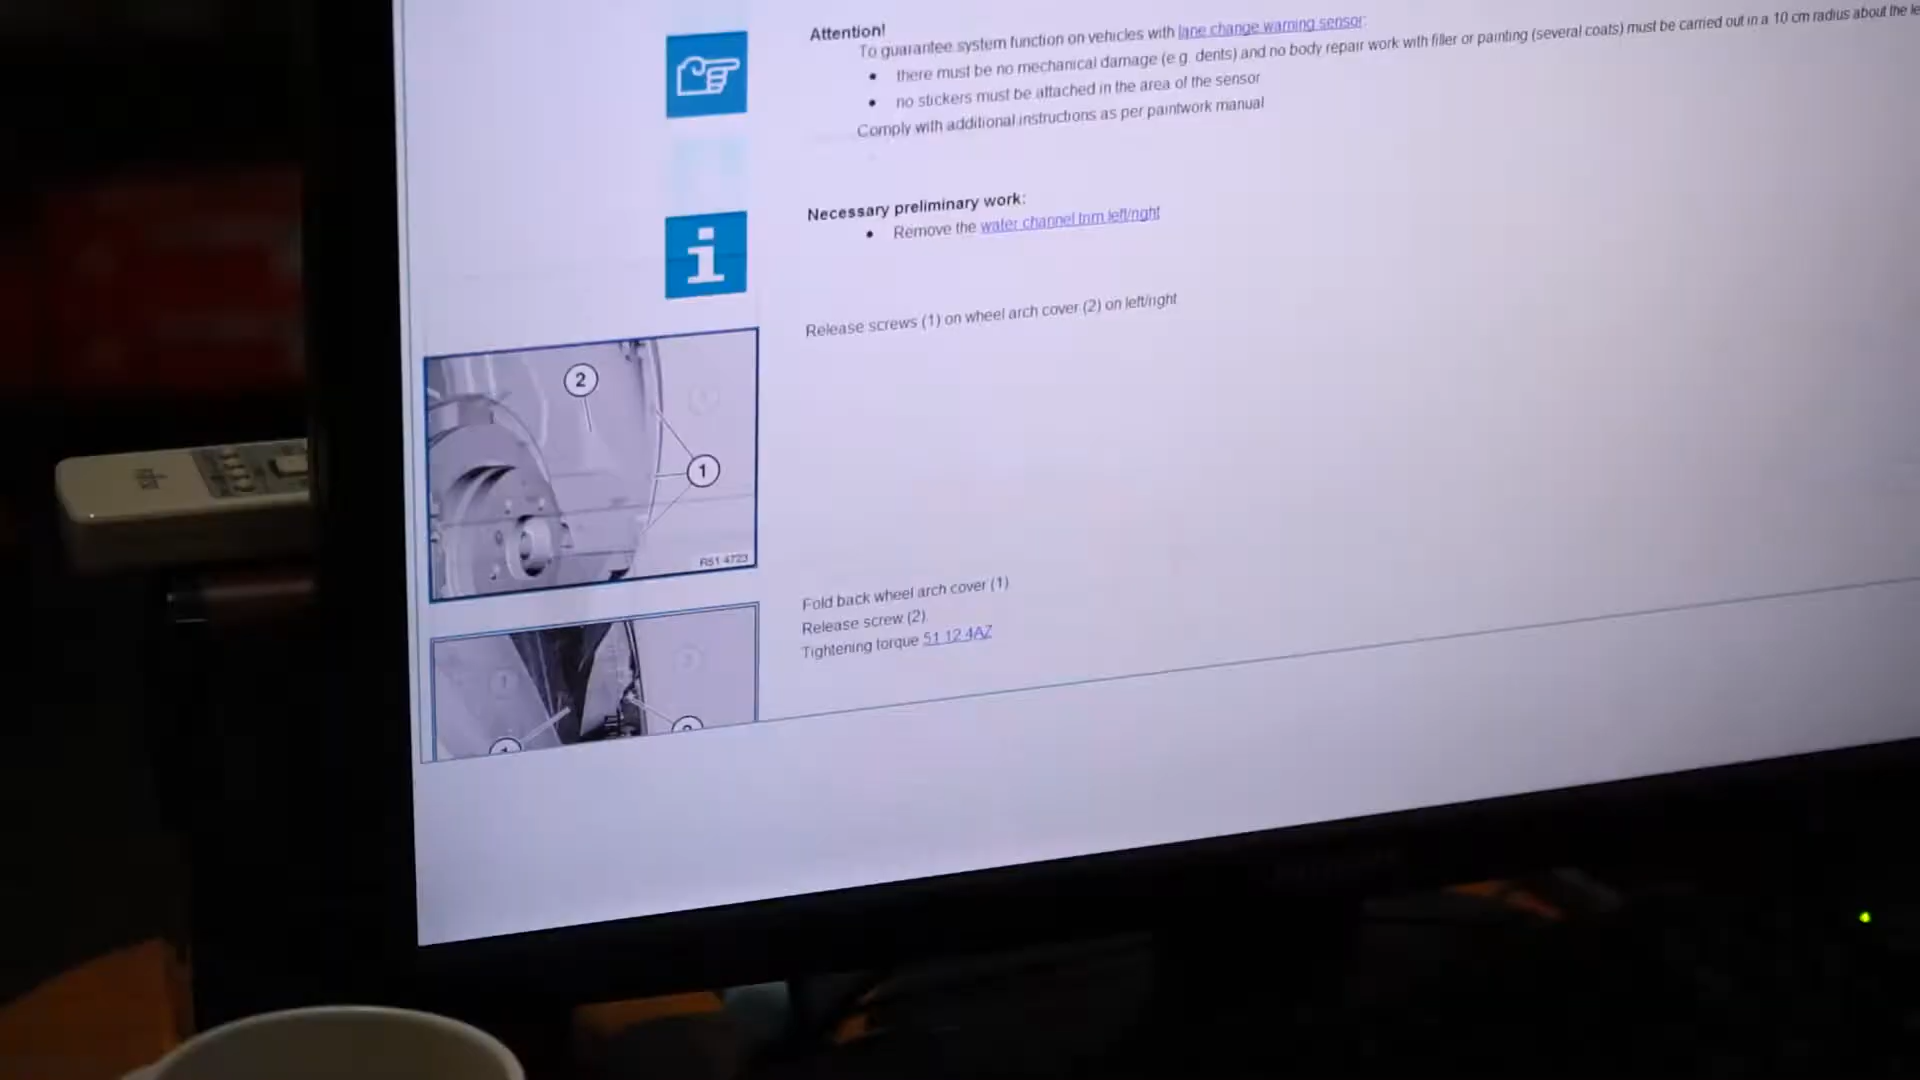 Attention!
To guarantee system function on vehicles with lane change warning sensor:
there must be no mechanical damage (e.g. dents) and no body repair work with filler or painting (several coats) must be carried out in a 10 cm radius about the
no stickers must be attached in the area of the sensor
Comply with additional instructions as per paintwork manual
Necessary preliminary work:
Remove the water channel trim left/right
Release screws (1) on wheel arch cover (2) on left/right
2
1
R51 4723
Fold back wheel arch cover (1)
Release screw (2)
Tightening torque 51 12 4AZ